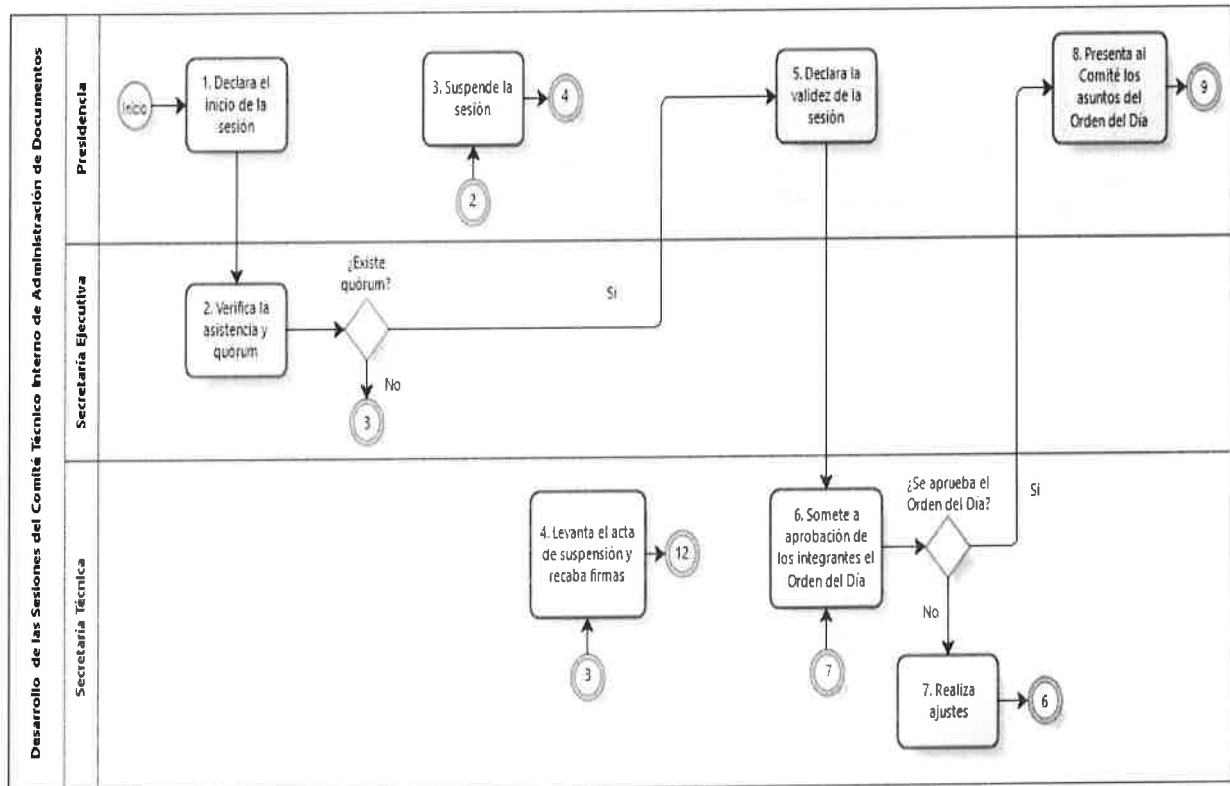 Desarrollo de las Sesiones del Comité Técnico Interno de Administración de Documentos
Presidencia
Inicio
1. Declara el
inicio de la
sesión
3. Suspende la
sesión
4
2
5. Declara la
validez de la
sesión
8. Presenta al
Comité los
asuntos del
Orden del Día
9
Secretaría Ejecutiva
2. Verifica la
asistencia y
quórum
¿Existe
quórum?
Si
No
3
Secretaría Técnica
4. Levanta el acta
de suspensión y
recaba firmas
12
3
6. Somete a
aprobación de
los integrantes el
Orden del Día
7
¿Se aprueba el
Orden del Día?
Si
No
7. Realiza
ajustes
6